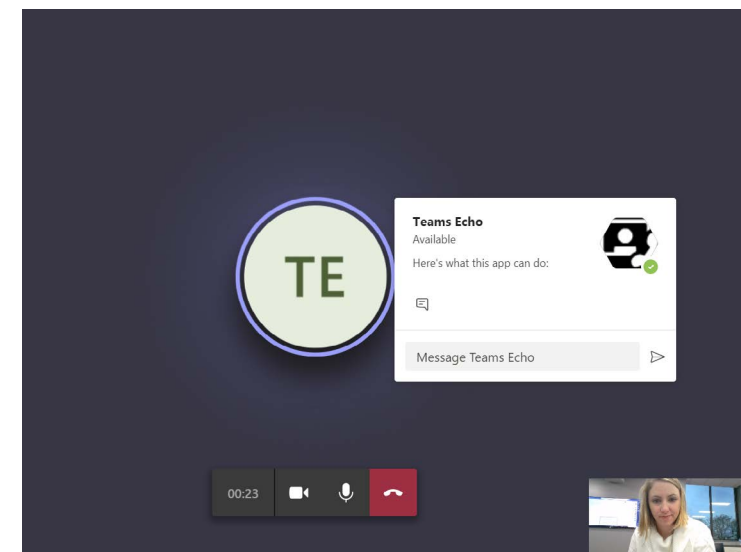 TE
Teams Echo
Available
Here's what this app can do:
Message Teams Echo
00:23